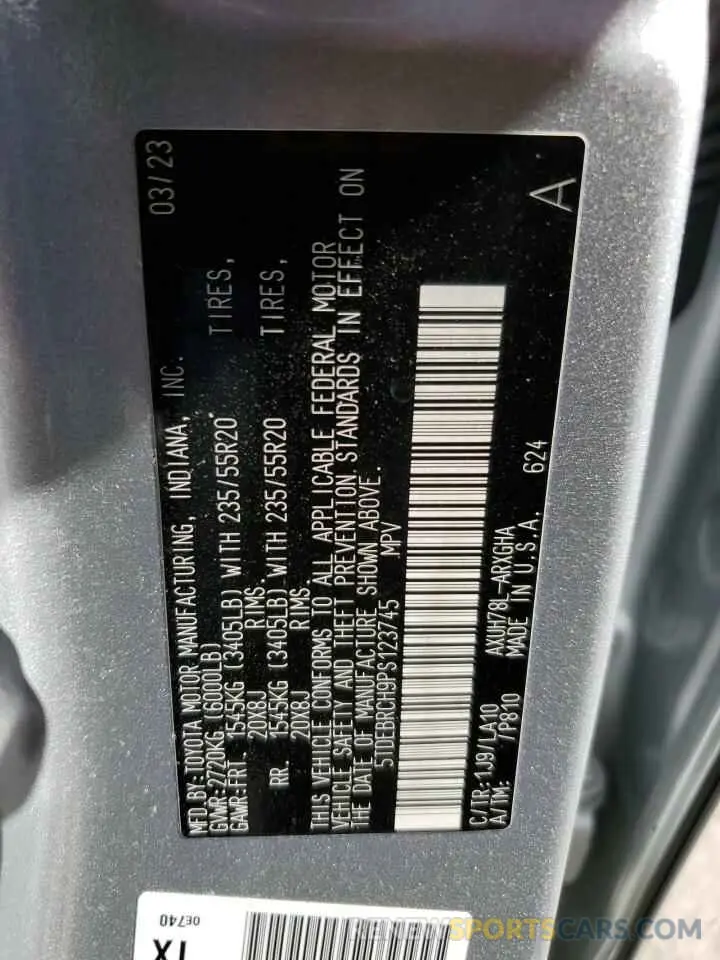 MFD BY:TOYOTA MOTOR MANUFACTURING, INDIANA, INC. 03/23
GVWR-2720KG (6000LB)
GAWR:FRT. 1545KG (3405LB) WITH 235/55R20 TIRES,
20X8J RIMS.
RR. 1545KG (3405LB) WITH 235/55R20 TIRES,
20X8J RIMS.
THIS VEHICLE CONFORMS TO ALL APPLICABLE FEDERAL MOTOR
VEHICLE SAFETY AND THEFT PREVENTION STANDARDS IN EFFECT ON
THE DATE OF MANUFACTURE SHOWN ABOVE.
5TDEBRCH9PS123745 MPV
C/TR:1J9/LA10 AXUH78L-ARXGHA
A/TM: /P810 MADE IN U.S.A. 624
A
TX
0E740
REVIEWSENSPORTSCARS.COM